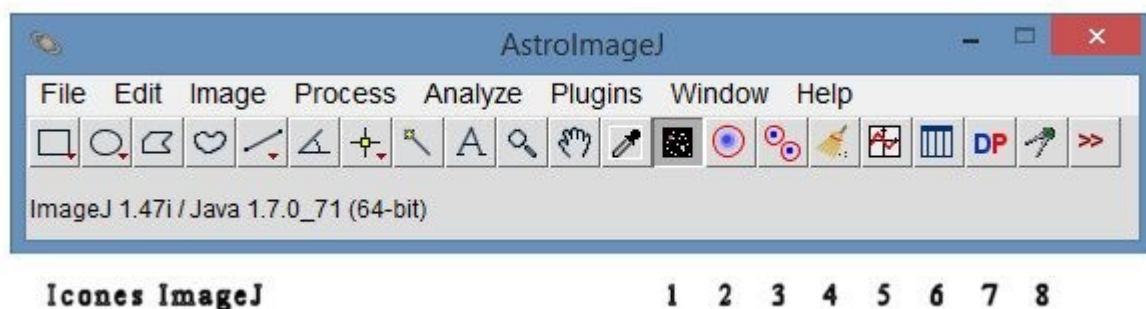 AstroImageJ
File Edit Image Process Analyze Plugins Window Help
A DP >>
ImageJ 1.47i / Java 1.7.0_71 (64-bit)
Icones ImageJ 1 2 3 4 5 6 7 8